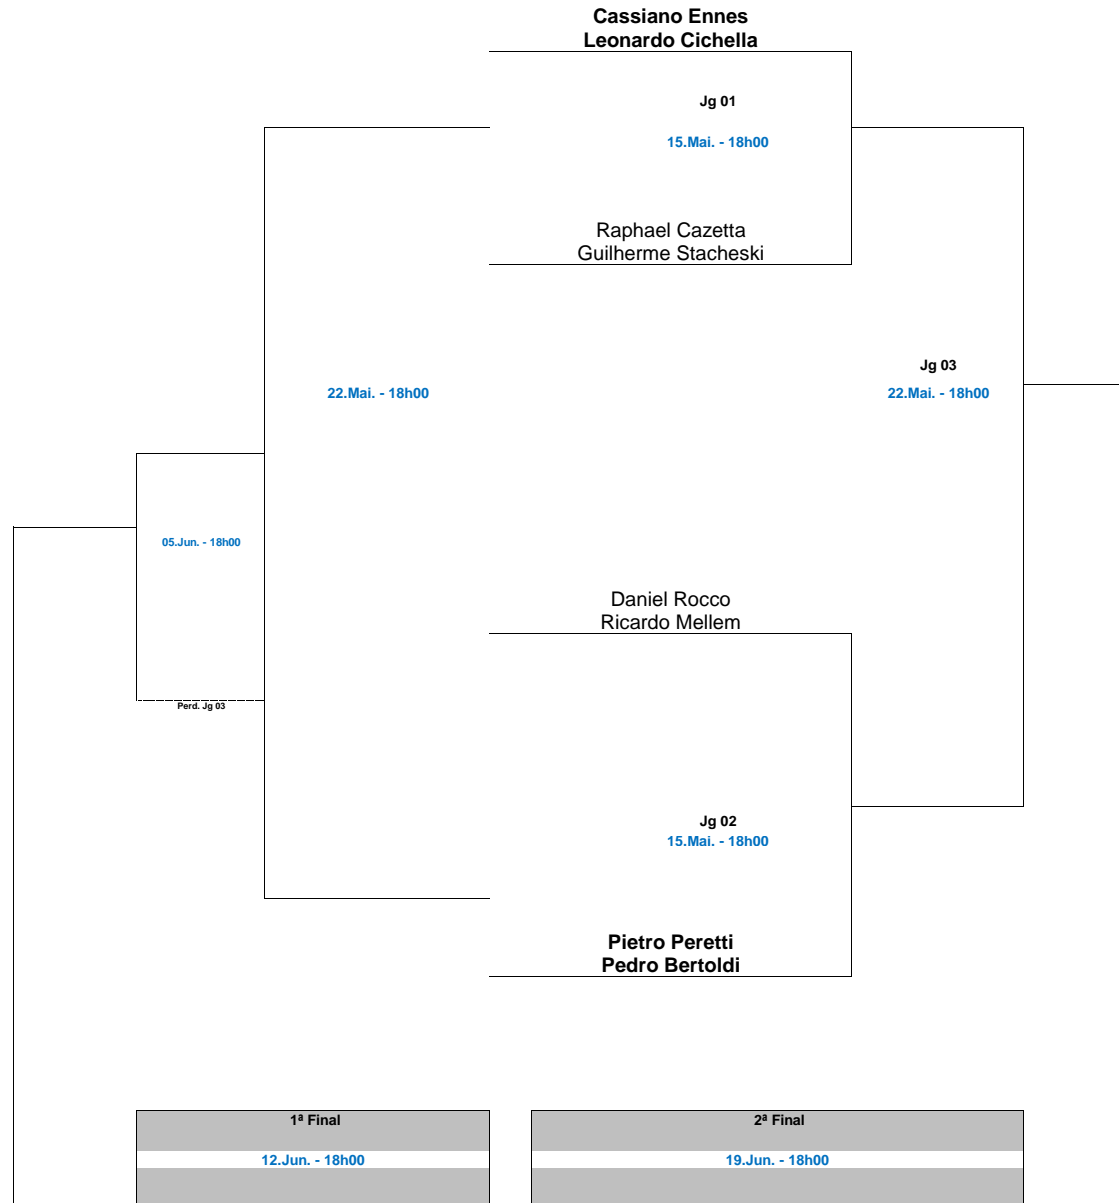 Cassiano Ennes
Leonardo Cichella
Jg 01
15.Mai. - 18h00
Raphael Cazetta
Guilherme Stacheski
Jg 03
22.Mai. - 18h00
22.Mai. - 18h00
05.Jun. - 18h00
Daniel Rocco
Ricardo Mellem
Perd. Jg 03
Jg 02
15.Mai. - 18h00
Pietro Peretti
Pedro Bertoldi
1ª Final
2ª Final
12.Jun. - 18h00
19.Jun. - 18h00